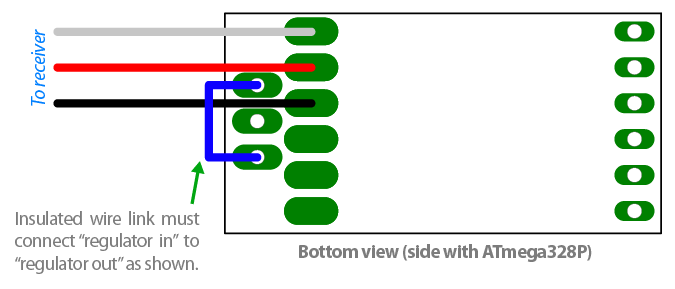 To receiver
Insulated wire link must
connect “regulator in” to
“regulator out” as shown.
Bottom view (side with ATmega328P)